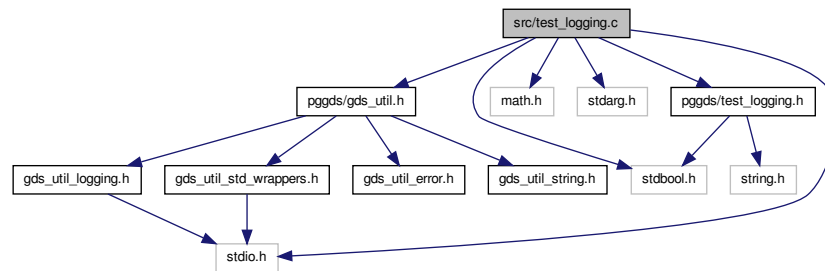 src/test_logging.c
pggds/gds_util.h
math.h
stdarg.h
pggds/test_logging.h
gds_util_logging.h
gds_util_std_wrappers.h
gds_util_error.h
gds_util_string.h
stdbool.h
string.h
stdio.h